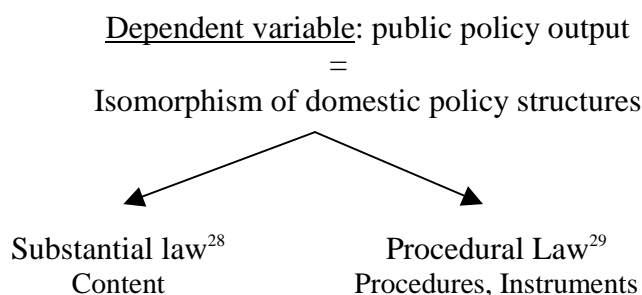 Dependent variable: public policy output
=
Isomorphism of domestic policy structures
Substantial law28 Procedural Law29
Content Procedures, Instruments